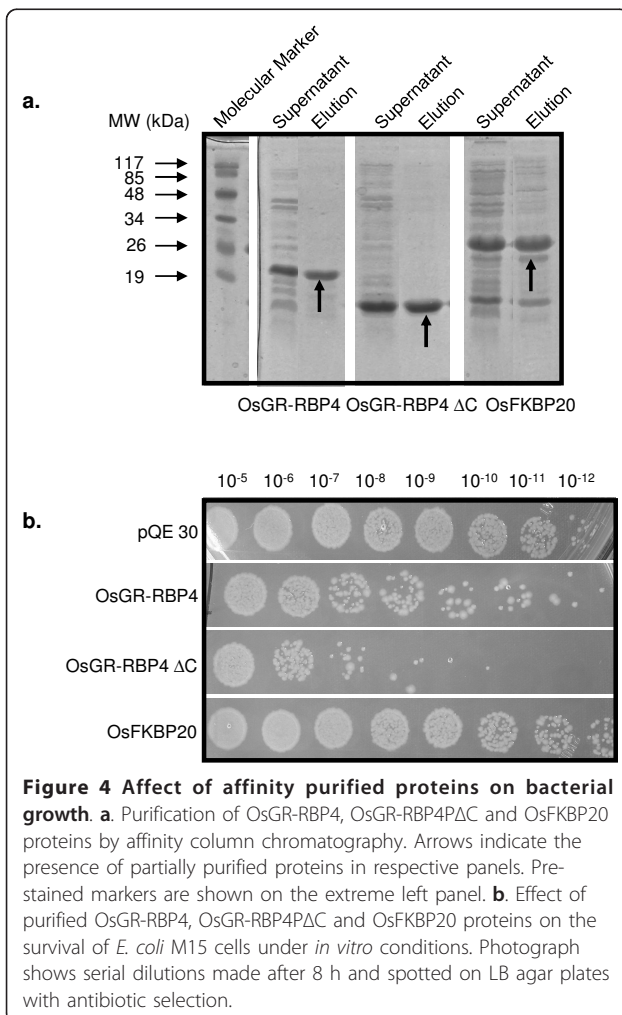 a.
MW (kDa)
Molecular Marker
Supernatant
Elution
Supernatant
Elution
Supernatant
Elution
117
85
48
34
26
19
OsGR-RBP4 OsGR-RBP4 ΔC OsFKBP20
10-5 10-6 10-7 10-8 10-9 10-10 10-11 10-12
b.
pQE 30
OsGR-RBP4
OsGR-RBP4 ΔC
OsFKBP20
Figure 4 Affect of affinity purified proteins on bacterial
growth. a. Purification of OsGR-RBP4, OsGR-RBP4PΔC and OsFKBP20
proteins by affinity column chromatography. Arrows indicate the
presence of partially purified proteins in respective panels. Pre-
stained markers are shown on the extreme left panel. b. Effect of
purified OsGR-RBP4, OsGR-RBP4PΔC and OsFKBP20 proteins on the
survival of E. coli M15 cells under in vitro conditions. Photograph
shows serial dilutions made after 8 h and spotted on LB agar plates
with antibiotic selection.